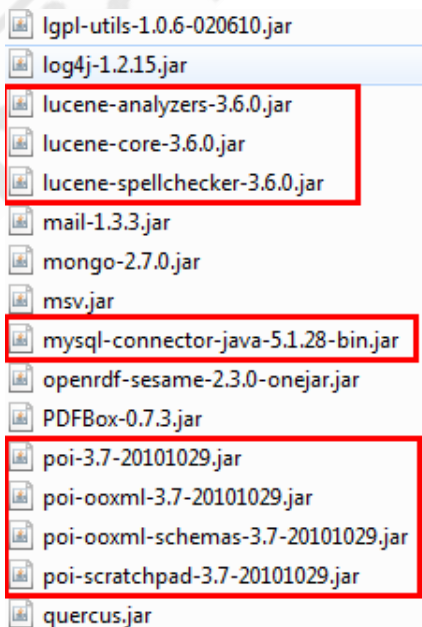 lgpl-utils-1.0.6-020610.jar
log4j-1.2.15.jar
lucene-analyzers-3.6.0.jar
lucene-core-3.6.0.jar
lucene-spellchecker-3.6.0.jar
mail-1.3.3.jar
mongo-2.7.0.jar
msv.jar
mysql-connector-java-5.1.28-bin.jar
openrdf-sesame-2.3.0-onejar.jar
PDFBox-0.7.3.jar
poi-3.7-20101029.jar
poi-ooxml-3.7-20101029.jar
poi-ooxml-schemas-3.7-20101029.jar
poi-scratchpad-3.7-20101029.jar
quercus.jar